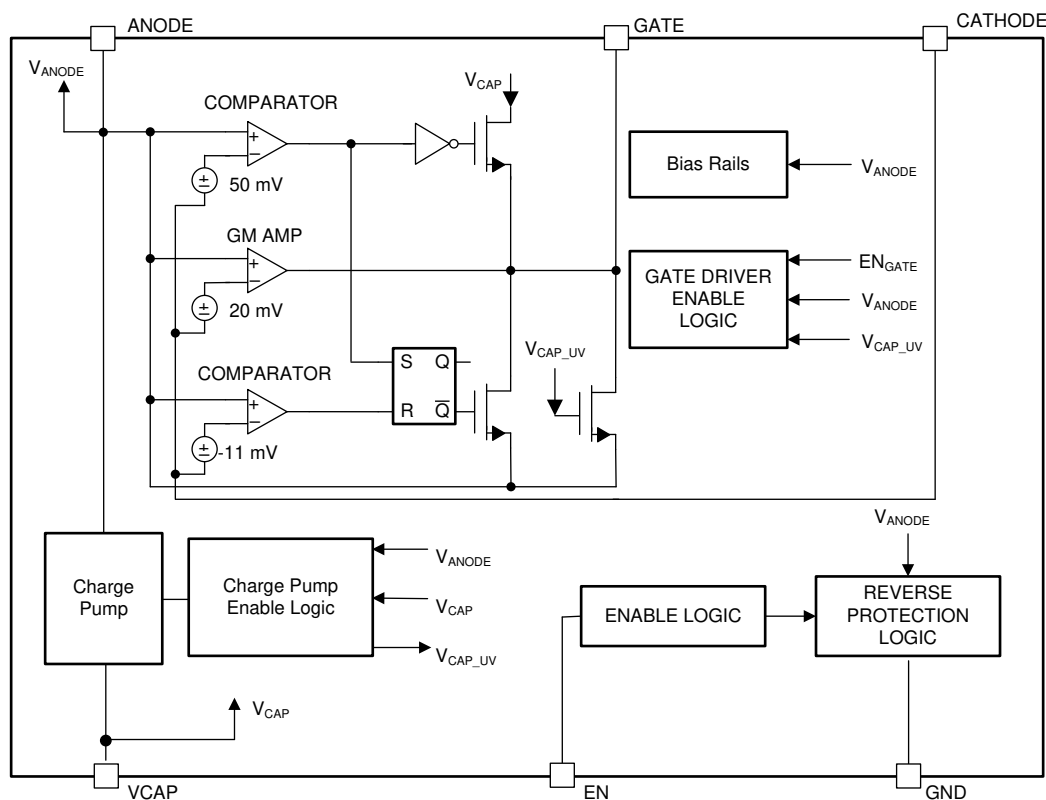 ANODE
GATE
CATHODE
VANODE
COMPARATOR
VCAP
+
−
±
50 mV
Bias Rails
VANODE
GM AMP
+
−
±
20 mV
GATE DRIVER
ENABLE
LOGIC
ENGATE
VANODE
VCAP_UV
COMPARATOR
+
−
±
-11 mV
S Q
R Q̅
VCAP_UV
Charge
Pump
Charge Pump
Enable Logic
VANODE
VCAP
VCAP_UV
VCAP
ENABLE LOGIC
VANODE
REVERSE
PROTECTION
LOGIC
VCAP
EN
GND